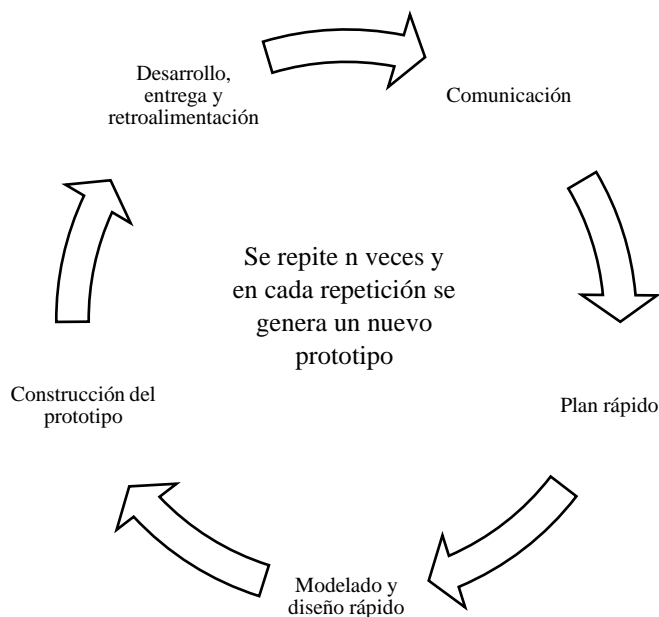 Desarrollo,
entrega y
retroalimentación
Comunicación
Se repite n veces y
en cada repetición se
genera un nuevo
prototipo
Construcción del
prototipo
Plan rápido
Modelado y
diseño rápido